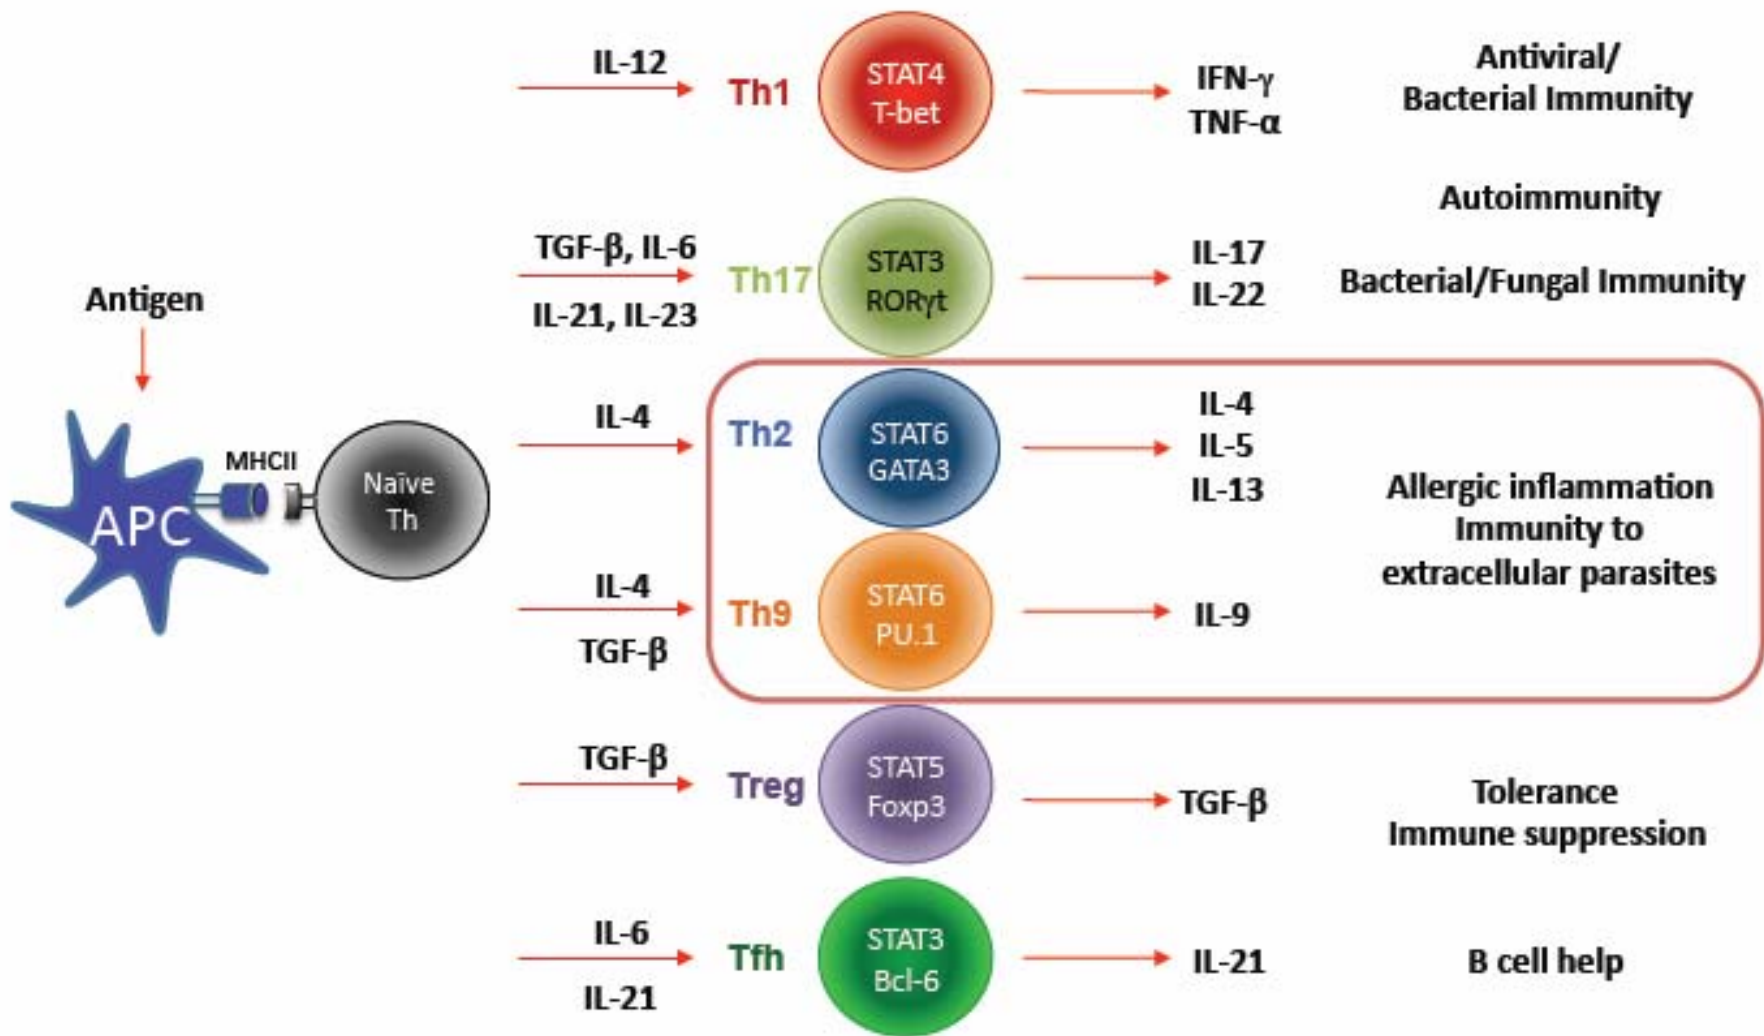 Antigen
APC
MHCII
Naïve
Th
IL-12
Th1
STAT4
T-bet
IFN-γ
TNF-α
Antiviral/
Bacterial Immunity
Autoimmunity
TGF-β, IL-6
IL-21, IL-23
Th17
STAT3
RORγt
IL-17
IL-22
Bacterial/Fungal Immunity
IL-4
Th2
STAT6
GATA3
IL-4
IL-5
IL-13
Allergic inflammation
Immunity to
extracellular parasites
IL-4
TGF-β
Th9
STAT6
PU.1
IL-9
TGF-β
Treg
STAT5
Foxp3
TGF-β
Tolerance
Immune suppression
IL-6
IL-21
Tfh
STAT3
Bcl-6
IL-21
B cell help